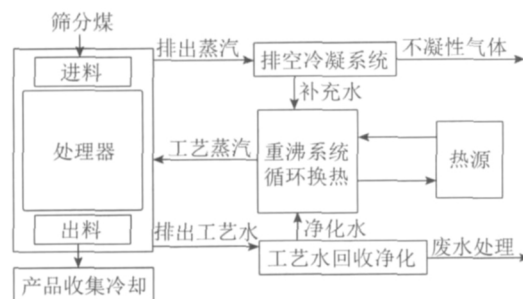 筛分煤
进料
处理器
出料
产品收集冷却
排出蒸汽
排空冷凝系统
不凝性气体
补充水
工艺蒸汽
重沸系统
循环换热
热源
净化水
排出工艺水
工艺水回收净化
废水处理